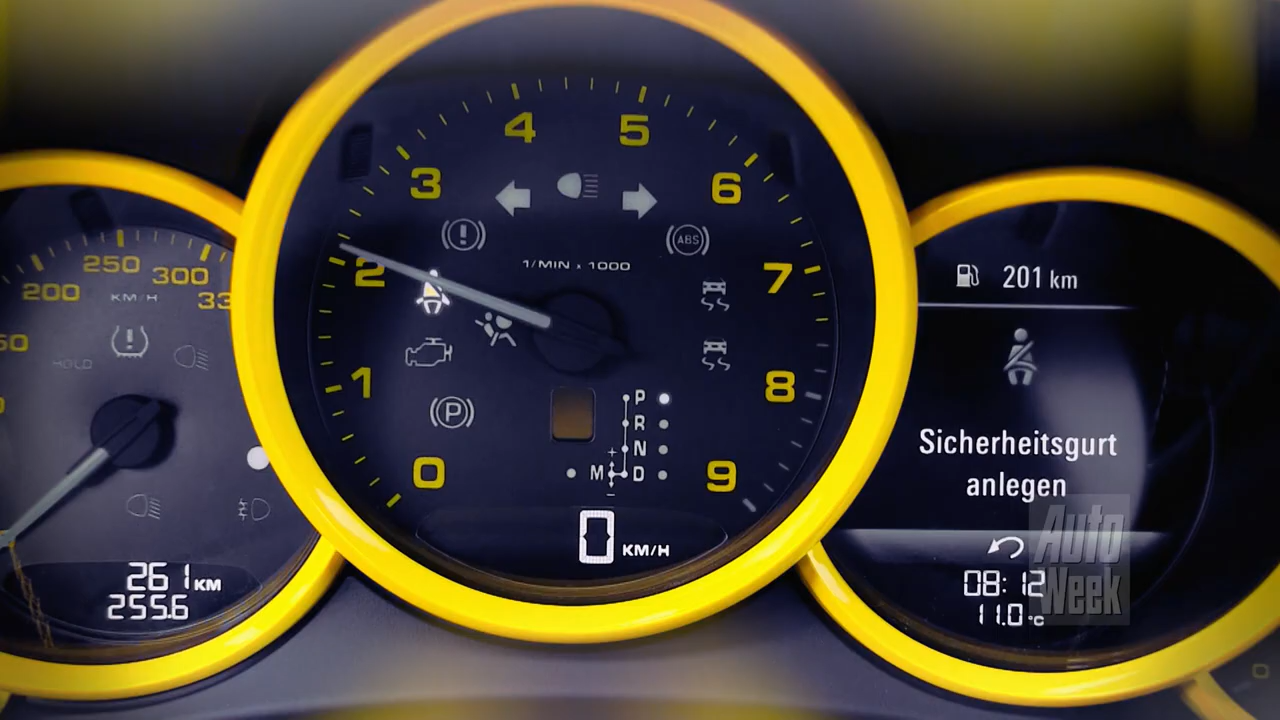 200
250
300
KM/H
HOLD
261 KM
255.6
0
1
2
3
4
5
6
7
8
9
ABS
1/MIN x 1000
P
P
R
N
M D
+
-
0 KM/H
201 km
Sicherheitsgurt
anlegen
08:12
11.0 °C
Auto
Week